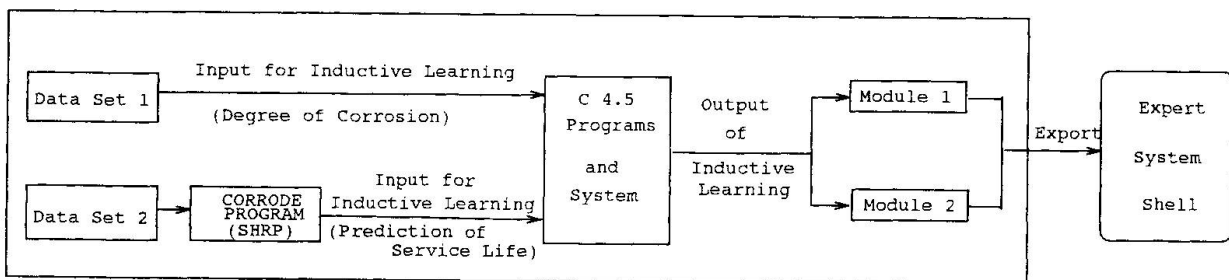 Input for Inductive Learning
Data Set 1
(Degree of Corrosion)
Data Set 2
CORRODE
PROGRAM
(SHRP)
Input for
Inductive Learning
(Prediction of
Service Life)
C 4.5
Programs
and
System
Output
of
Inductive
Learning
Module 1
Module 2
Export
Expert
System
Shell